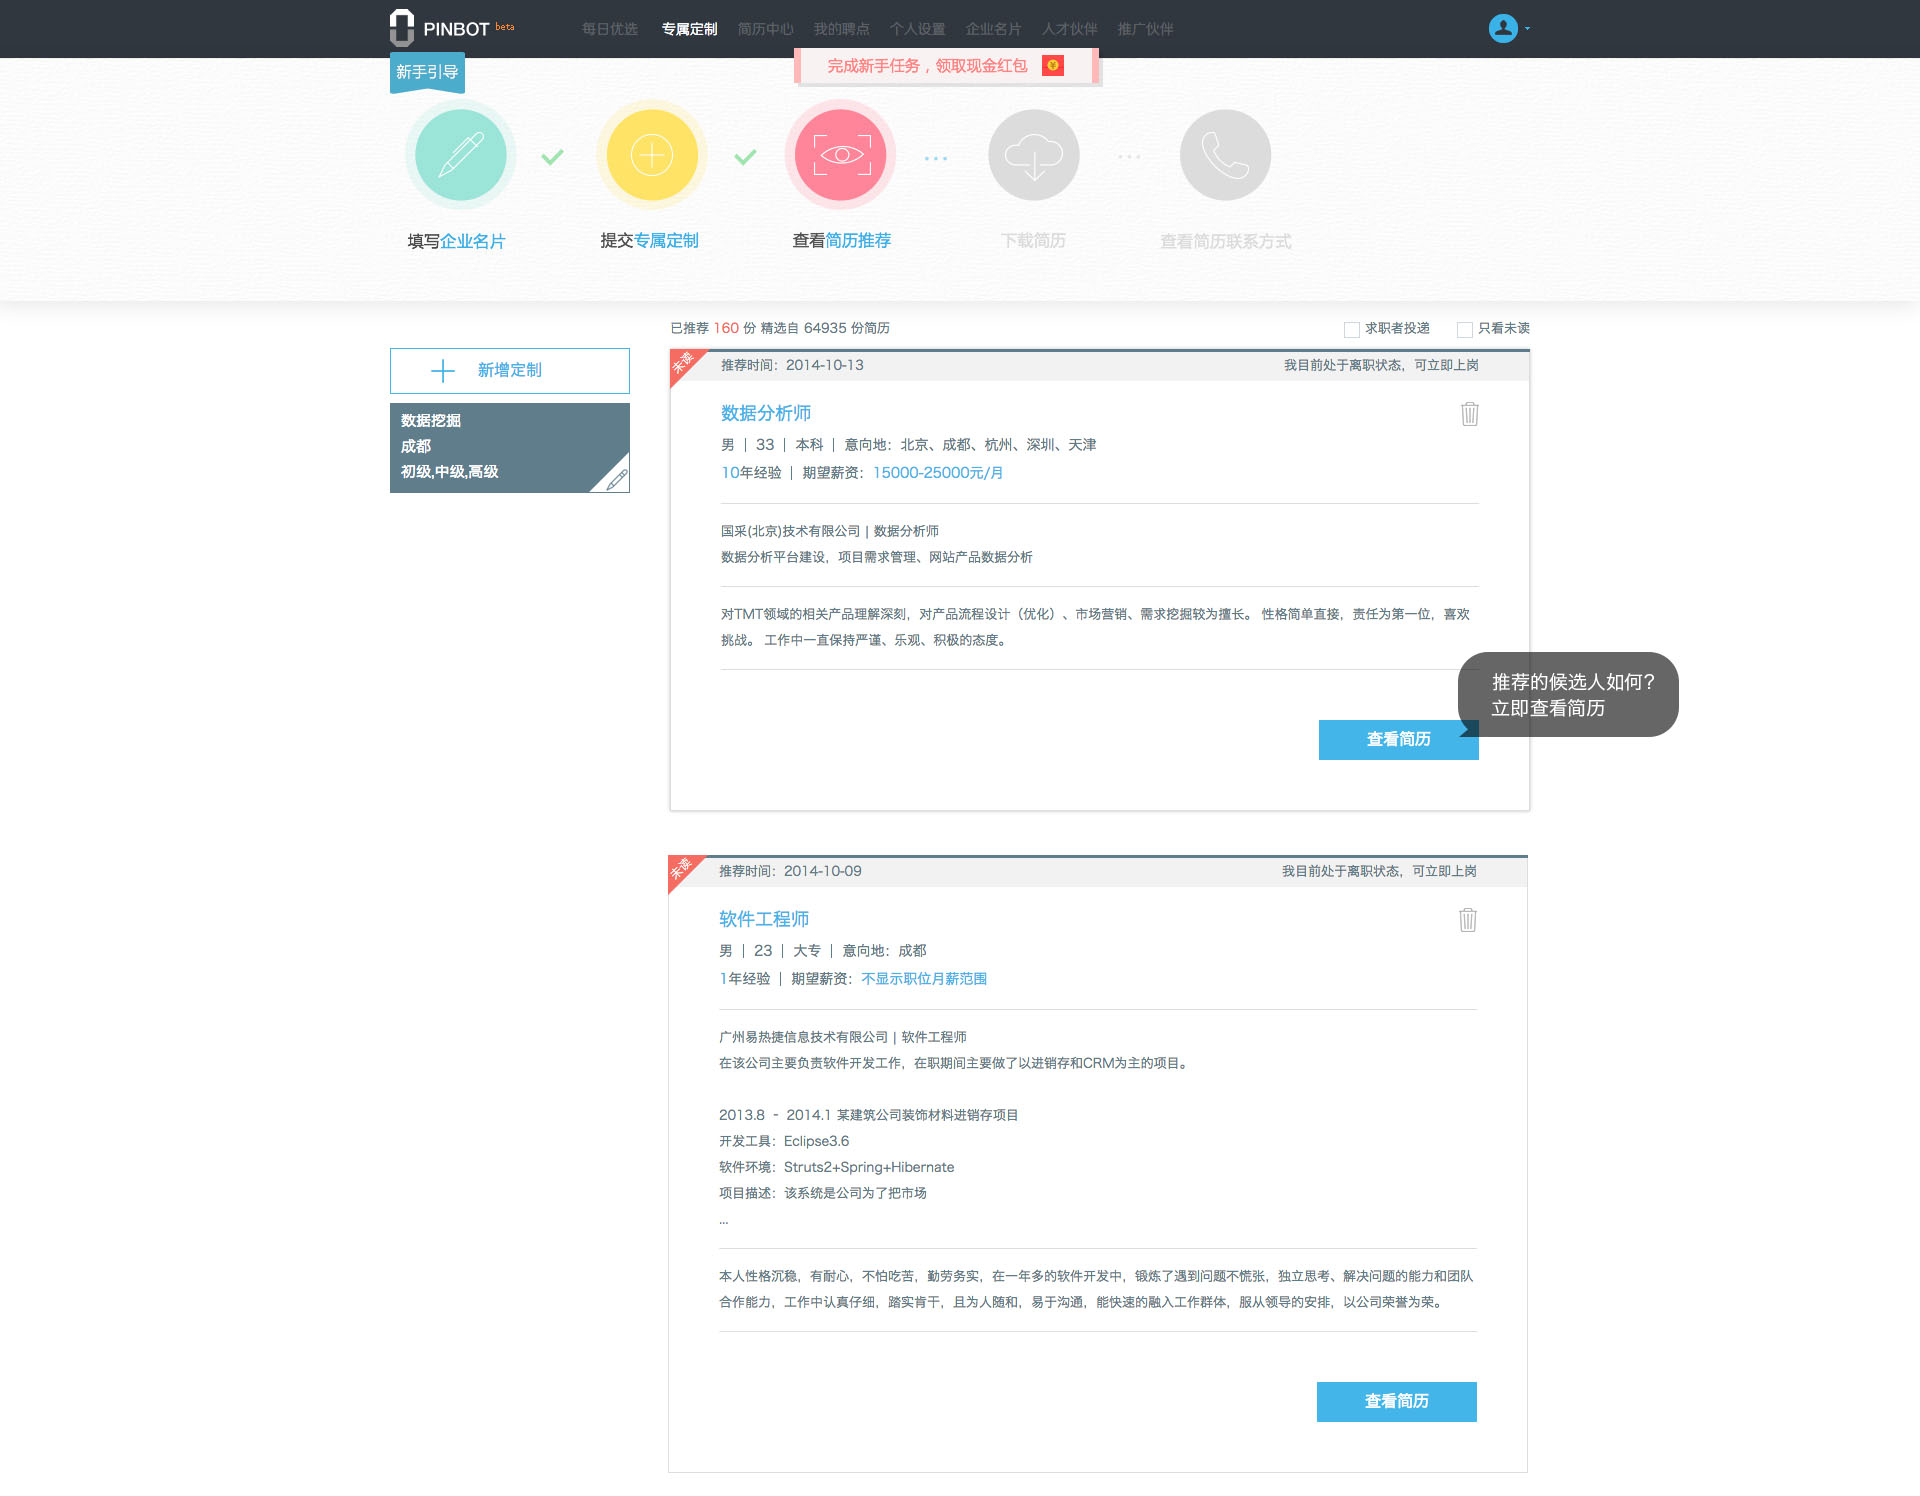 PINBOT beta
每日优选 专属定制 简历中心 我的聘点 个人设置 企业名片 人才伙伴 推广伙伴
新手引导
完成新手任务，领取现金红包
填写企业名片
提交专属定制
查看简历推荐
下载简历
查看简历联系方式
已推荐 160 份 精选自 64935 份简历
求职者投递
只看未读
新增定制
数据挖掘
成都
初级,中级,高级
未读
推荐时间：2014-10-13
我目前处于离职状态，可立即上岗
数据分析师
男 | 33 | 本科 | 意向地：北京、成都、杭州、深圳、天津
10年经验 | 期望薪资：15000-25000元/月
国采(北京)技术有限公司 | 数据分析师
数据分析平台建设，项目需求管理、网站产品数据分析
对TMT领域的相关产品理解深刻，对产品流程设计（优化）、市场营销、需求挖掘较为擅长。 性格简单直接，责任为第一位，喜欢
挑战。 工作中一直保持严谨、乐观、积极的态度。
推荐的候选人如何？
立即查看简历
查看简历
未读
推荐时间：2014-10-09
我目前处于离职状态，可立即上岗
软件工程师
男 | 23 | 大专 | 意向地：成都
1年经验 | 期望薪资：不显示职位月薪范围
广州易热捷信息技术有限公司 | 软件工程师
在该公司主要负责软件开发工作，在职期间主要做了以进销存和CRM为主的项目。
2013.8 - 2014.1 某建筑公司装饰材料进销存项目
开发工具：Eclipse3.6
软件环境：Struts2+Spring+Hibernate
项目描述：该系统是公司为了把市场
...
本人性格沉稳，有耐心，不怕吃苦，勤劳务实，在一年多的软件开发中，锻炼了遇到问题不慌张，独立思考、解决问题的能力和团队
合作能力，工作中认真仔细，踏实肯干，且为人随和，易于沟通，能快速的融入工作群体，服从领导的安排，以公司荣誉为荣。
查看简历